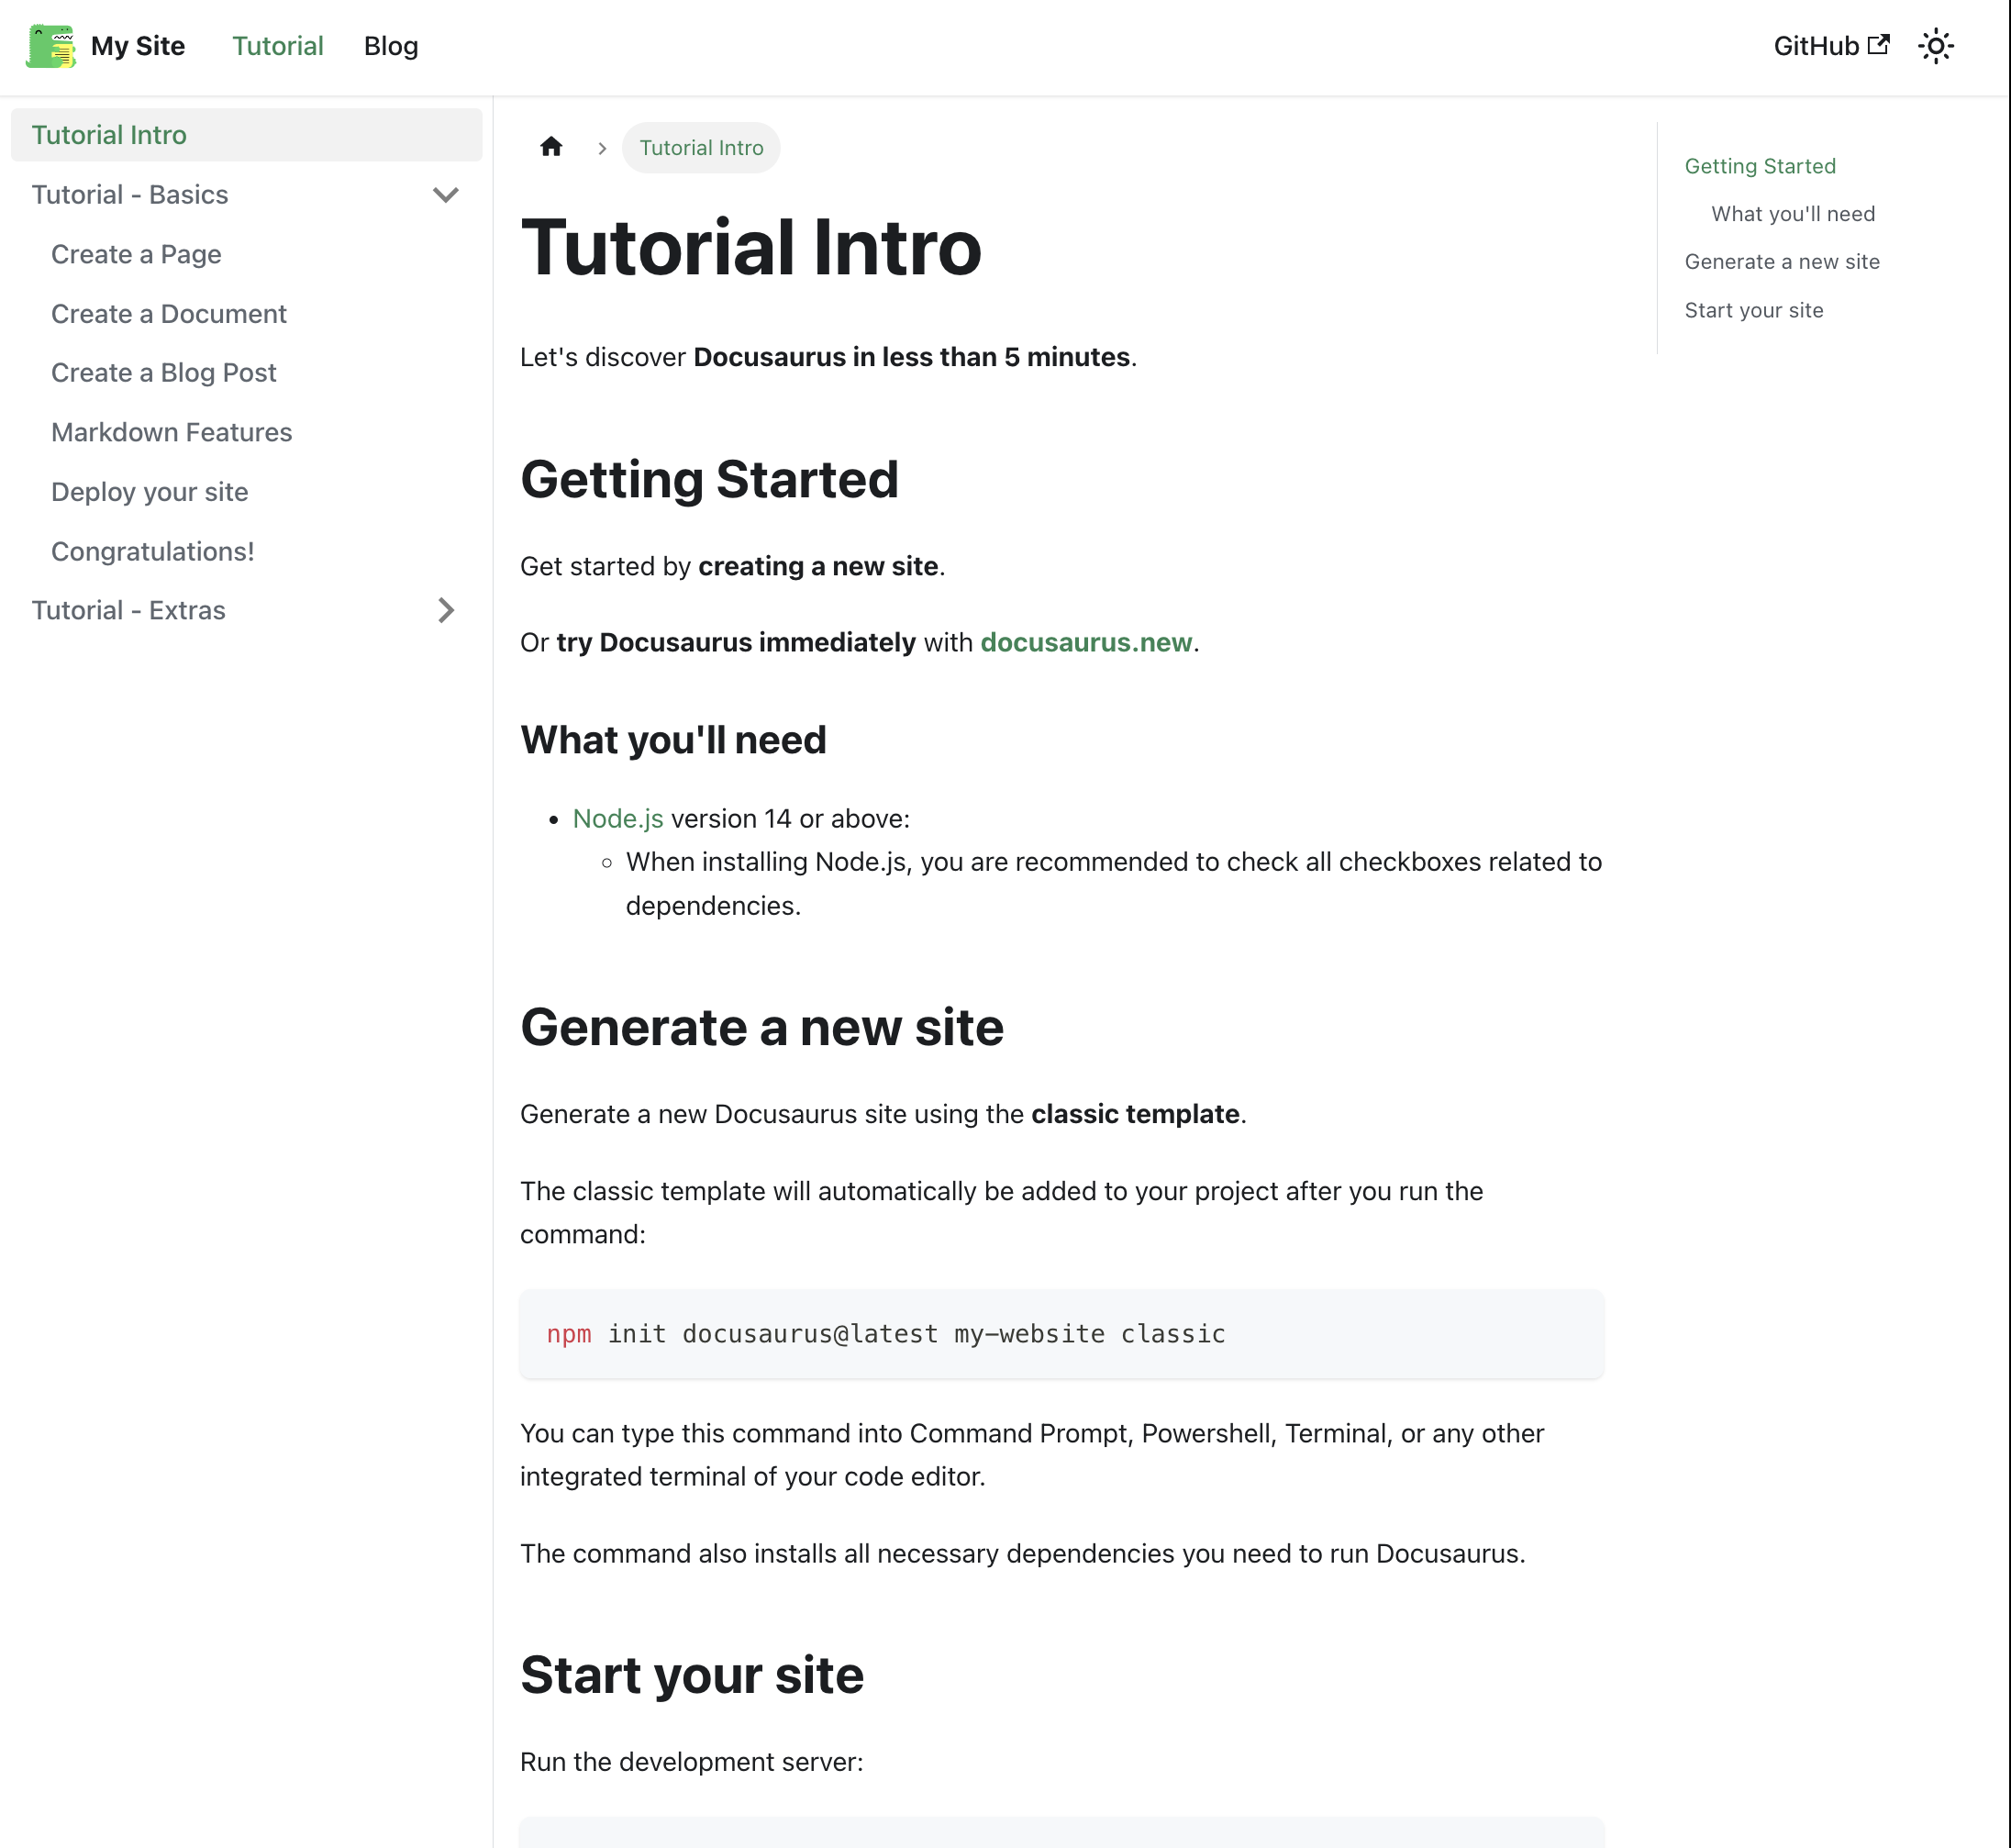 My Site
Tutorial
Blog
GitHub
Tutorial Intro
Tutorial - Basics
Create a Page
Create a Document
Create a Blog Post
Markdown Features
Deploy your site
Congratulations!
Tutorial - Extras
Tutorial Intro
Tutorial Intro
Let's discover Docusaurus in less than 5 minutes.
Getting Started
Get started by creating a new site.
Or try Docusaurus immediately with docusaurus.new.
What you'll need
Node.js version 14 or above:
When installing Node.js, you are recommended to check all checkboxes related to
dependencies.
Generate a new site
Generate a new Docusaurus site using the classic template.
The classic template will automatically be added to your project after you run the
command:
npm init docusaurus@latest my-website classic
You can type this command into Command Prompt, Powershell, Terminal, or any other
integrated terminal of your code editor.
The command also installs all necessary dependencies you need to run Docusaurus.
Start your site
Run the development server:
Getting Started
What you'll need
Generate a new site
Start your site